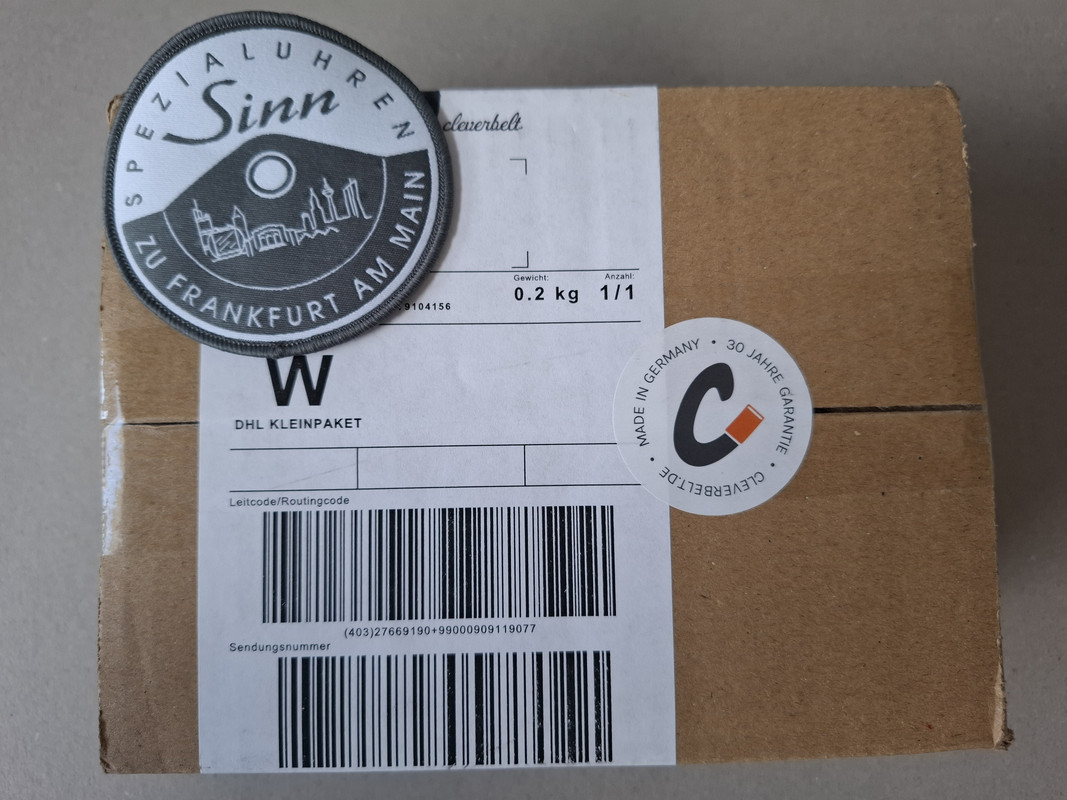 SPEZIALUHREN
Sinn
ZU FRANKFURT AM MAIN
cleverbelt
Gewicht:
Anzahl:
0.2 kg
1/1
9104156
W
DHL KLEINPAKET
MADE IN GERMANY • 30 JAHRE GARANTIE • CLEVERBELT.DE •
C
Leitcode/Routingcode
(403)27669190+99000909119077
Sendungsnummer